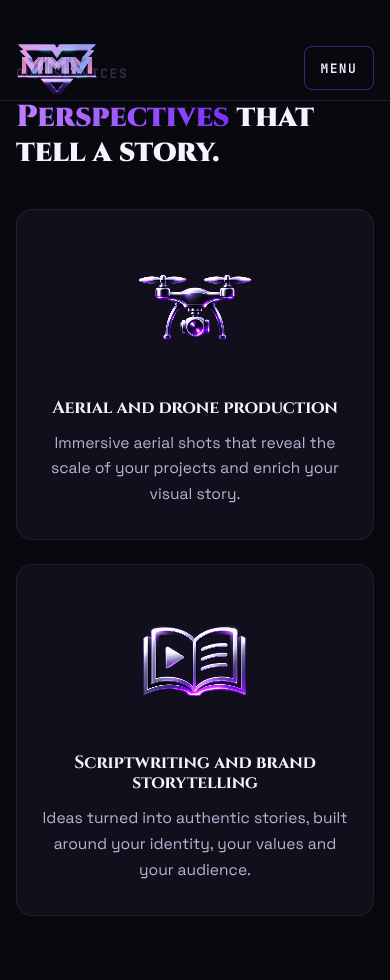 MMM
MENU
Perspectives that
tell a story.
Aerial and drone production
Immersive aerial shots that reveal the
scale of your projects and enrich your
visual story.
Scriptwriting and brand
storytelling
Ideas turned into authentic stories, built
around your identity, your values and
your audience.